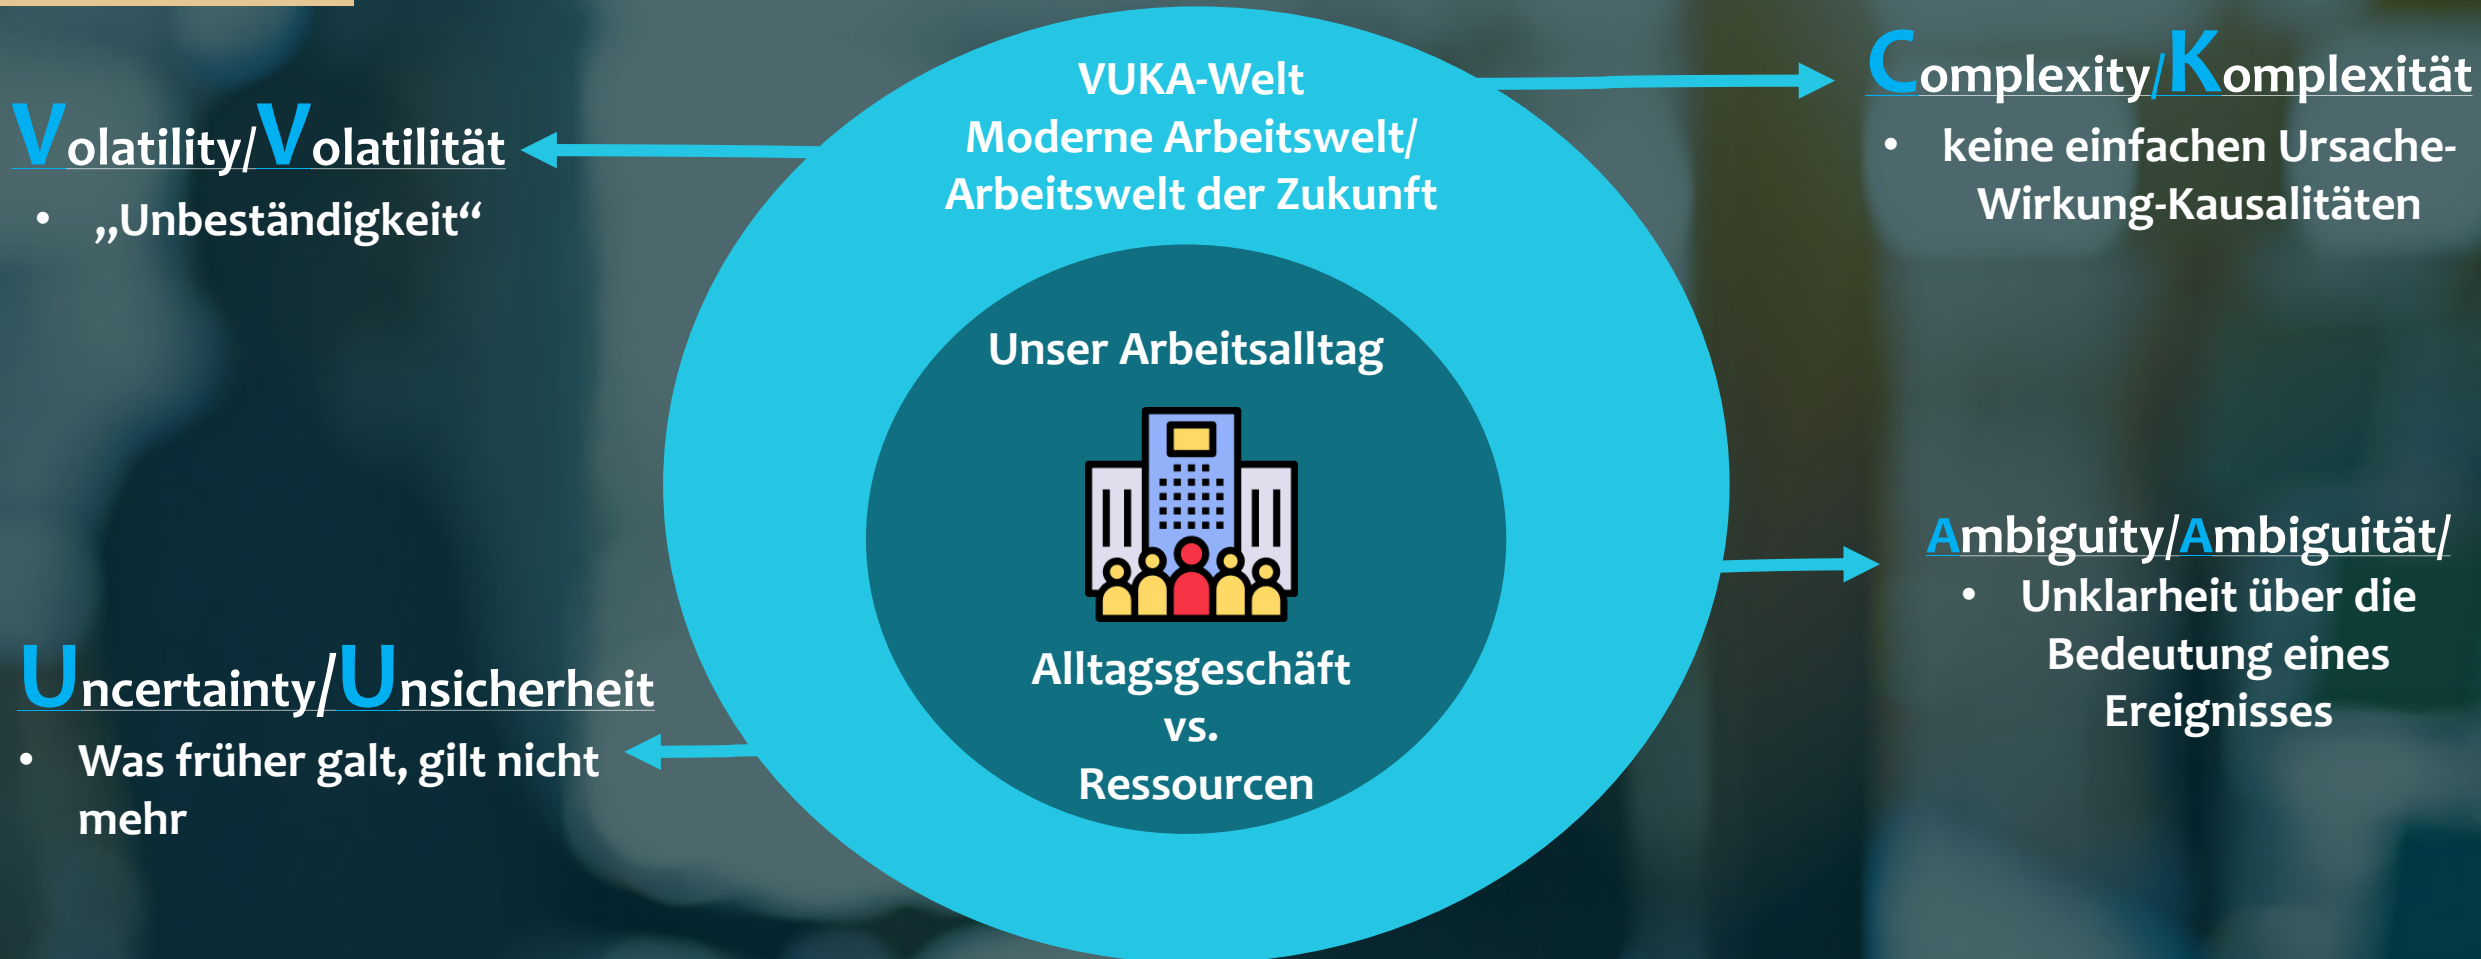 Volatility/Volatilität
• „Unbeständigkeit“
Uncertainty/Unsicherheit
• Was früher galt, gilt nicht
mehr
VUKA-Welt
Moderne Arbeitswelt/
Arbeitswelt der Zukunft
Unser Arbeitsalltag
Alltagsgeschäft
vs.
Ressourcen
Complexity/Komplexität
• keine einfachen Ursache-
Wirkung-Kausalitäten
Ambiguity/Ambiguität/
• Unklarheit über die
Bedeutung eines
Ereignisses